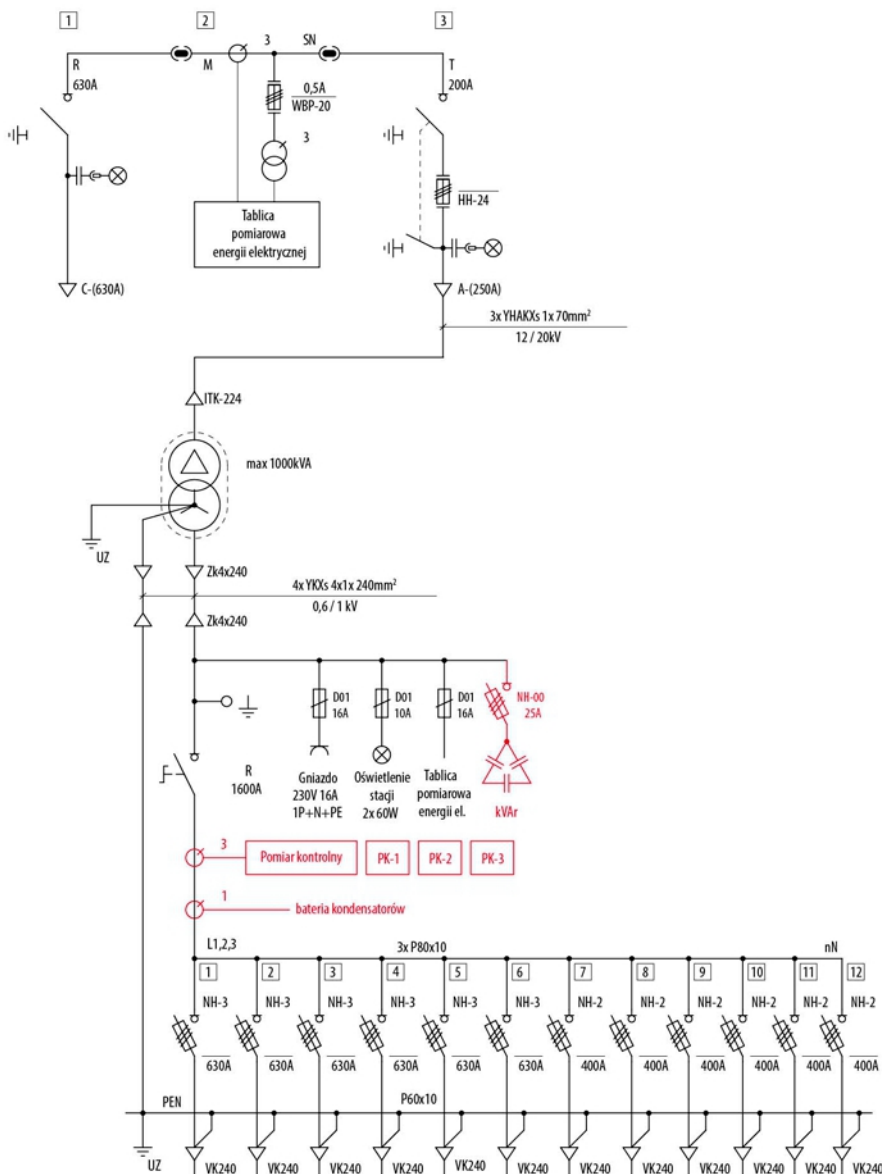 1
2
3
R
630A
M
3
SN
T
200A
0,5A
WBP-20
3
HH-24
Tablica
pomiarowa
energii elektrycznej
C-(630A)
A-(250A)
3x YHAKXs 1x 70mm²
12 / 20kV
ITK-224
max 1000kVA
UZ
Zk4x240
4x YKXs 4x1x 240mm²
0,6 / 1 kV
Zk4x240
D01
16A
D01
10A
D01
16A
NH-00
25A
R
1600A
Gniazdo
230V 16A
1P+N+PE
Oświetlenie
stacji
2x 60W
Tablica
pomiarowa
energii el.
kVAr
3
Pomiar kontrolny
PK-1
PK-2
PK-3
1
bateria kondensatorów
L1,2,3
3x P80x10
nN
1 2 3 4 5 6 7 8 9 10 11 12
NH-3 NH-3 NH-3 NH-3 NH-3 NH-3 NH-2 NH-2 NH-2 NH-2 NH-2 NH-2
630A 630A 630A 630A 630A 630A 400A 400A 400A 400A 400A 400A
PEN
P60x10
UZ
VK240 VK240 VK240 VK240 VK240 VK240 VK240 VK240 VK240 VK240 VK240 VK240